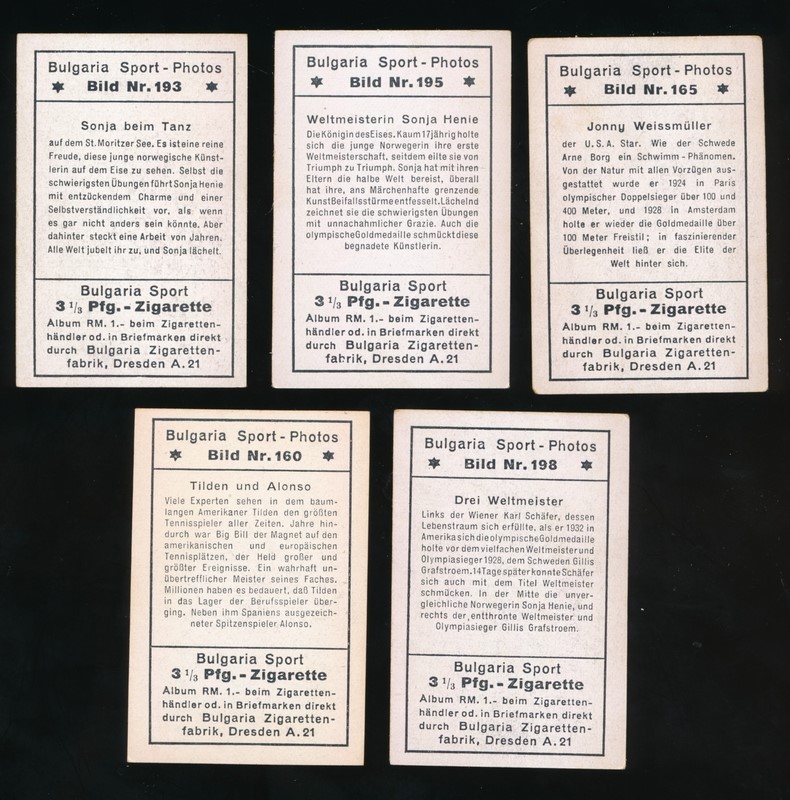 Bulgaria Sport - Photos
Bild Nr. 193
Sonja beim Tanz
auf dem St. Moritzer See. Es ist eine reine
Freude, diese junge norwegische Künst-
lerin auf dem Eise zu sehen. Selbst die
schwierigsten Übungen führt Sonja Henie
mit entzückendem Charme und einer
Selbstverständlichkeit vor, als wenn
es gar nicht anders sein könnte. Aber
dahinter steckt eine Arbeit von Jahren.
Alle Welt jubelt ihr zu, und Sonja lächelt.
Bulgaria Sport
3 1/3 Pfg. - Zigarette
Album RM. 1.- beim Zigaretten-
händler od. in Briefmarken direkt
durch Bulgaria Zigaretten-
fabrik, Dresden A. 21
Bulgaria Sport - Photos
Bild Nr. 195
Weltmeisterin Sonja Henie
Die Königin des Eises. Kaum 17jährig holte
sich die junge Norwegerin ihre erste
Weltmeisterschaft. seitdem eilte sie von
Triumph zu Triumph. Sonja hat mit ihren
Eltern die halbe Welt bereist, überall
hat ihre, ans Märchenhafte grenzende
Kunst Beifallsstürme entfesselt. Lächelnd
zeichnet sie die schwierigsten Übungen
mit unnachahmlicher Grazie. Auch die
olympische Goldmedaille schmückt diese
begnadete Künstlerin.
Bulgaria Sport
3 1/3 Pfg. - Zigarette
Album RM. 1.- beim Zigaretten-
händler od. in Briefmarken direkt
durch Bulgaria Zigaretten-
fabrik, Dresden A. 21
Bulgaria Sport - Photos
Bild Nr. 165
Jonny Weissmüller
der U. S. A. Star. Wie der Schwede
Arne Borg ein Schwimm - Phänomen.
Von der Natur mit allen Vorzügen aus-
gestattet wurde er 1924 in Paris
olympischer Doppelsieger über 100 und
400 Meter, und 1928 in Amsterdam
holte er wieder die Goldmedaille über
100 Meter Freistil; in faszinierender
Überlegenheit ließ er die Elite der
Welt hinter sich.
Bulgaria Sport
3 1/3 Pfg. - Zigarette
Album RM. 1.- beim Zigaretten-
händler od. in Briefmarken direkt
durch Bulgaria Zigaretten-
fabrik, Dresden A. 21
Bulgaria Sport - Photos
Bild Nr. 160
Tilden und Alonso
Viele Experten sehen in dem baum-
langen Amerikaner Tilden den größten
Tennisspieler aller Zeiten. Jahre hin-
durch war Big Bill der Magnet auf den
amerikanischen und europäischen
Tennisplätzen, der Held großer und
größter Ereignisse. Ein wahrhaft un-
übertrefflicher Meister seines Faches.
Millionen haben es bedauert, daß Tilden
in das Lager der Berufsspieler über-
ging. Neben ihm Spaniens ausgezeich-
neter Spitzenspieler Alonso.
Bulgaria Sport
3 1/3 Pfg. - Zigarette
Album RM. 1.- beim Zigaretten-
händler od. in Briefmarken direkt
durch Bulgaria Zigaretten-
fabrik, Dresden A. 21
Bulgaria Sport - Photos
Bild Nr. 198
Drei Weltmeister
Links der Wiener Karl Schäfer, dessen
Lebenstraum sich erfüllte, als er 1932 in
Amerika sich die olympische Goldmedaille
holte vor dem vielfachen Weltmeister und
Olympiasieger 1928, dem Schweden Gillis
Grafstroem. 14 Tage später konnte Schäfer
sich auch mit dem Titel Weltmeister
schmücken. In der Mitte die unver-
gleichliche Norwegerin Sonja Henie, und
rechts der entthronte Weltmeister und
Olympiasieger Gillis Grafstroem.
Bulgaria Sport
3 1/3 Pfg. - Zigarette
Album RM. 1.- beim Zigaretten-
händler od. in Briefmarken direkt
durch Bulgaria Zigaretten-
fabrik, Dresden A. 21